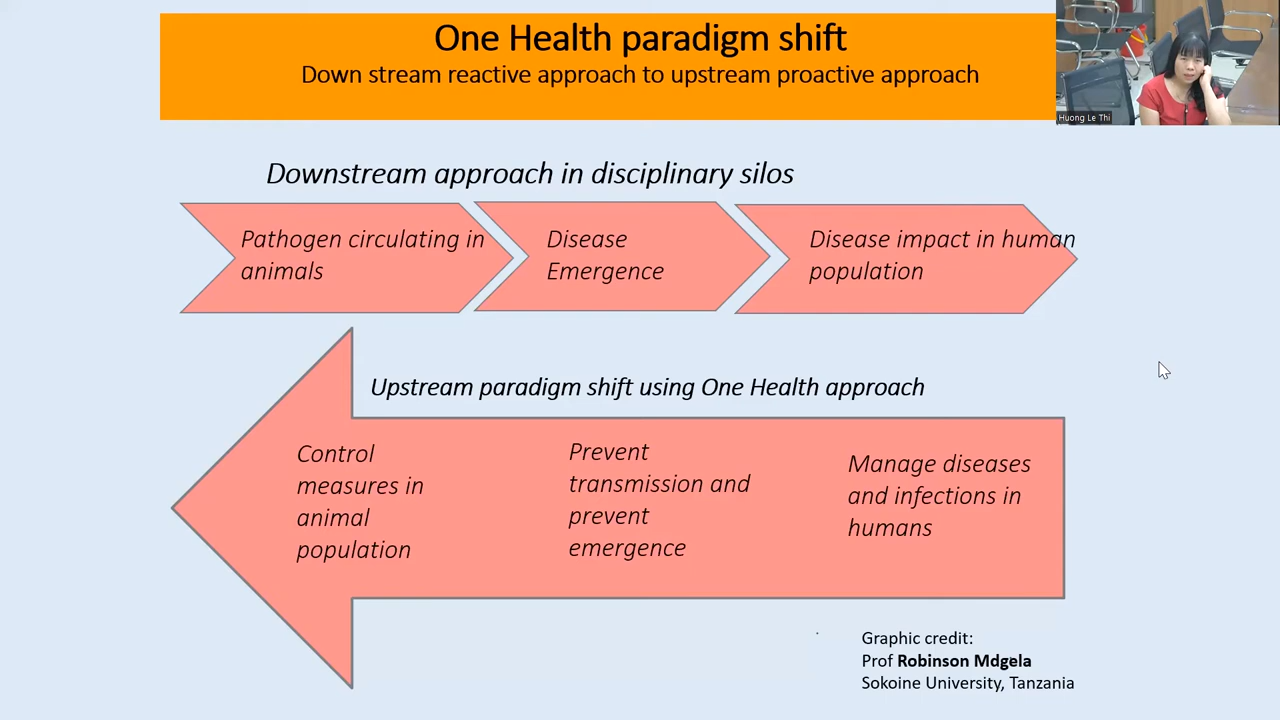 One Health paradigm shift
Down stream reactive approach to upstream proactive approach
Huong Le Thi
Downstream approach in disciplinary silos
Pathogen circulating in
animals
Disease
Emergence
Disease impact in human
population
Upstream paradigm shift using One Health approach
Control
measures in
animal
population
Prevent
transmission and
prevent
emergence
Manage diseases
and infections in
humans
Graphic credit:
Prof Robinson Mdgela
Sokoine University, Tanzania